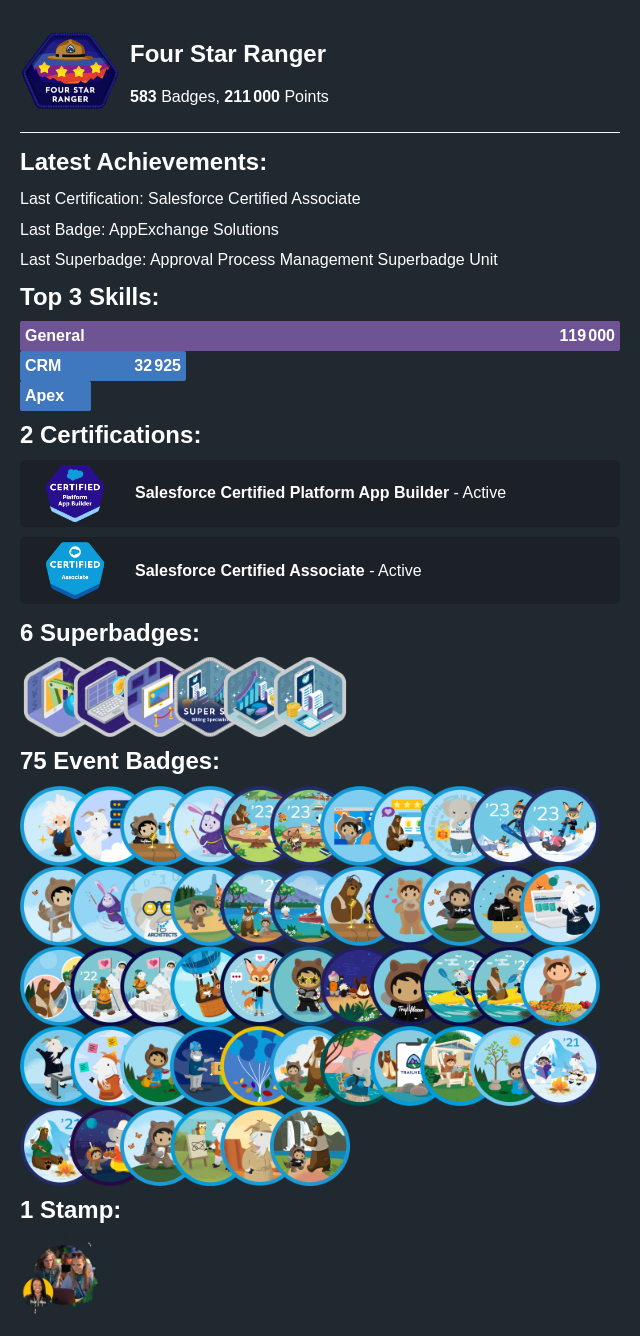 FOUR STAR
RANGER
Four Star Ranger
583 Badges, 211 000 Points
Latest Achievements:
Last Certification: Salesforce Certified Associate
Last Badge: AppExchange Solutions
Last Superbadge: Approval Process Management Superbadge Unit
Top 3 Skills:
General 119 000
CRM 32 925
Apex
2 Certifications:
CERTIFIED
Platform
App Builder
Salesforce Certified Platform App Builder - Active
CERTIFIED
Associate
Salesforce Certified Associate - Active
6 Superbadges:
SUPER S
Billing Specialis
75 Event Badges:
'23 '23 '23 '23
ARCHITECTS
'22
'21
1 Stamp: